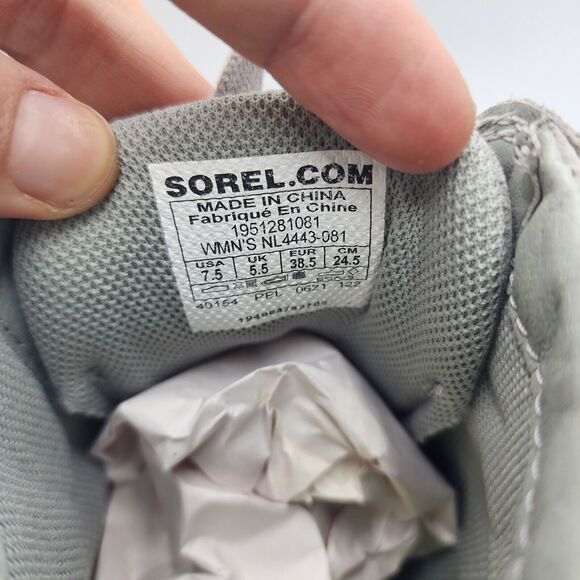 SOREL.COM
MADE IN CHINA
Fabriqué En Chine
1951281081
WMN'S NL4443-081
USA UK EUR CM
7.5 5.5 38.5 24.5
40154 PEL 0621 122